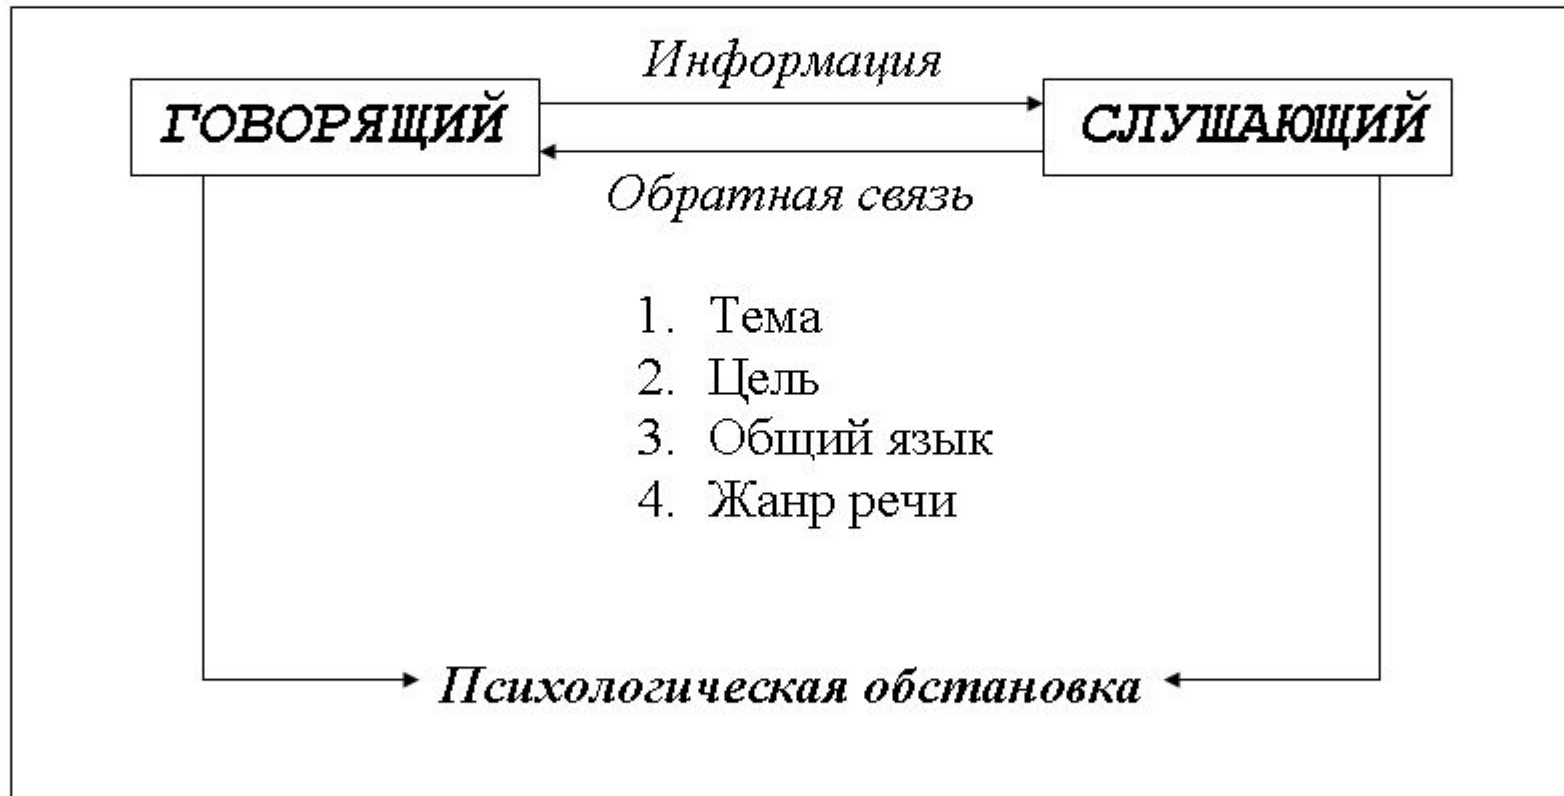 Информация
ГОВОРЯЩИЙ
СЛУШАЮЩИЙ
Обратная связь
1. Тема
2. Цель
3. Общий язык
4. Жанр речи
Психологическая обстановка